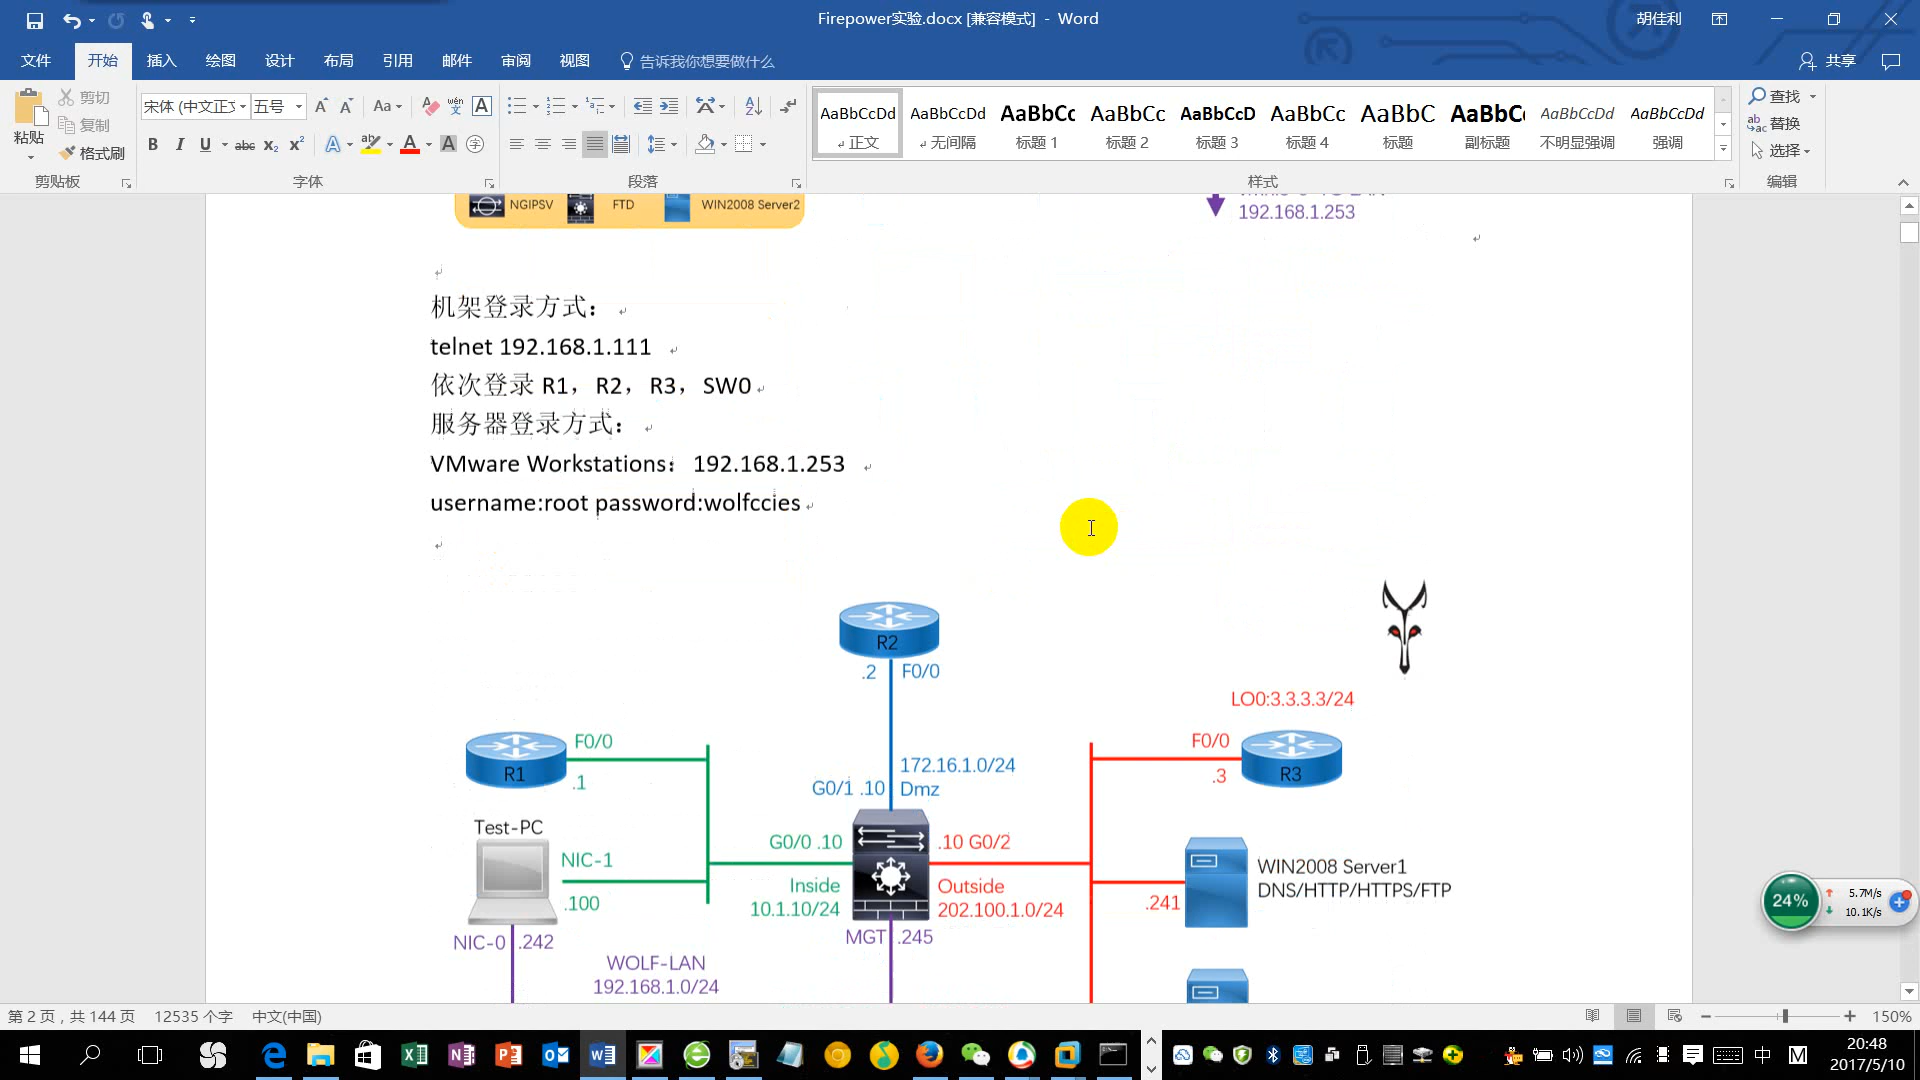 Firepower实验.docx [兼容模式] - Word
胡佳利
文件 开始 插入 绘图 设计 布局 引用 邮件 审阅 视图 告诉我你想要做什么 共享
粘贴 剪切 复制 格式刷
宋体 (中文正文 五号
AaBbCcDd AaBbCcDd AaBbCc AaBbCc AaBbCcD AaBbCc AaBbC AaBbC AaBbCcDd AaBbCcDd
正文 无间隔 标题 1 标题 2 标题 3 标题 4 标题 副标题 不明显强调 强调
查找
替换
选择
剪贴板 字体 段落 样式 编辑
NGIPSV FTD WIN2008 Server2
192.168.1.253
机架登录方式：
telnet 192.168.1.111
依次登录 R1，R2，R3，SW0
服务器登录方式：
VMware Workstations： 192.168.1.253
username:root password:wolfccies
R2
.2 F0/0
LO0:3.3.3.3/24
R1 F0/0 .1
F0/0 .3 R3
172.16.1.0/24
G0/1 .10 Dmz
Test-PC
NIC-1
.100
G0/0 .10
.10 G0/2
Inside
10.1.10/24
Outside
202.100.1.0/24
WIN2008 Server1
DNS/HTTP/HTTPS/FTP
.241
NIC-0 .242
MGT .245
WOLF-LAN
192.168.1.0/24
24%
5.7M/s
10.1K/s
第 2 页，共 144 页 12535 个字 中文(中国) 150%
中 M
20:48
2017/5/10